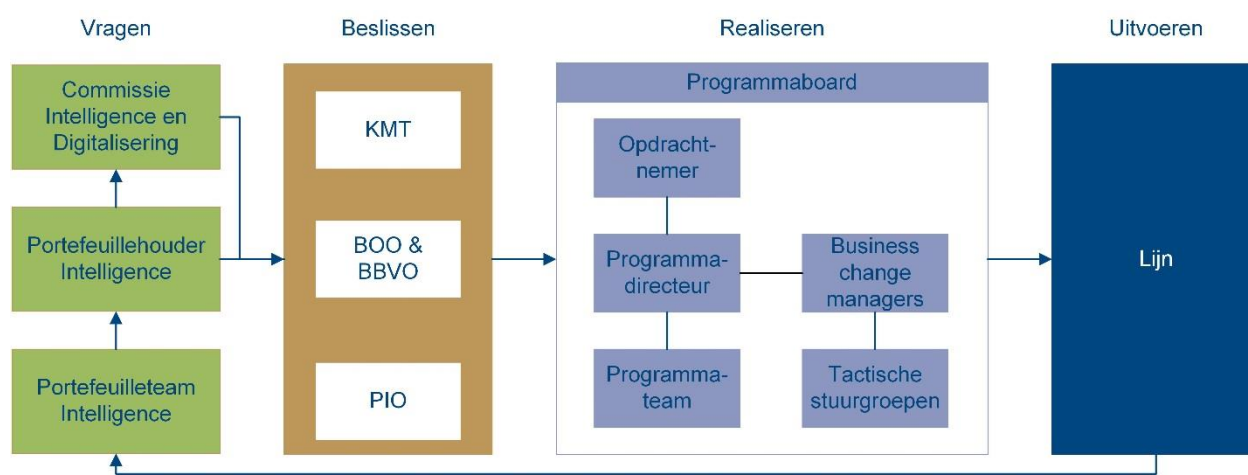 Vragen
Beslissen
Realiseren
Uitvoeren
Commissie
Intelligence en
Digitalisering
Portefeuillehouder
Intelligence
Portefeuilleteam
Intelligence
KMT
BOO &
BBVO
PIO
Programmaboard
Opdracht-
nemer
Programma-
directeur
Business
change
managers
Programma-
team
Tactische
stuurgroepen
Lijn